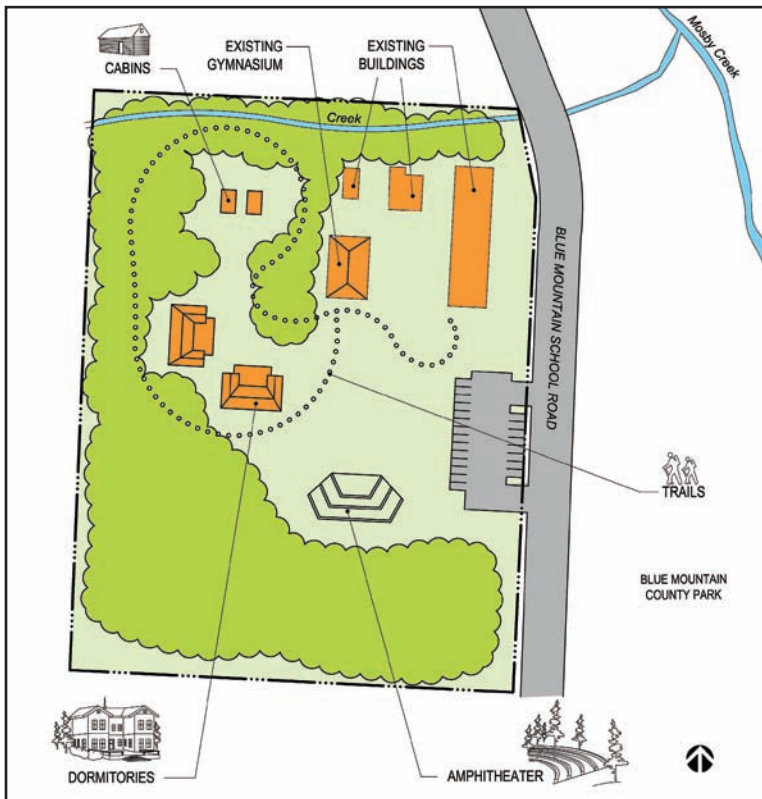 CABINS
EXISTING
GYMNASIUM
EXISTING
BUILDINGS
Mosby Creek
Creek
BLUE MOUNTAIN SCHOOL ROAD
TRAILS
BLUE MOUNTAIN
COUNTY PARK
DORMITORIES
AMPHITHEATER